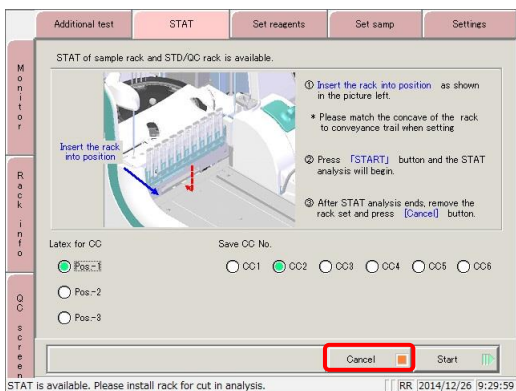 Additional test
STAT
Set reagents
Set samp
Settings
Monitor
Rack info
QC screen
STAT of sample rack and STD/QC rack is available.
Insert the rack
into position
① Insert the rack into position as shown
in the picture left.
* Please match the concave of the rack
to conveyance trail when setting
② Press 「START」 button and the STAT
analysis will begin.
③ After STAT analysis ends, remove the
rack set and press [Cancel] button.
Latex for CC
Save CC No.
Pos.-1
CC1
CC2
CC3
CC4
CC5
CC6
Pos.-2
Pos.-3
Cancel
Start
STAT is available. Please install rack for cut in analysis.
RR
2014/12/26
9:29:59